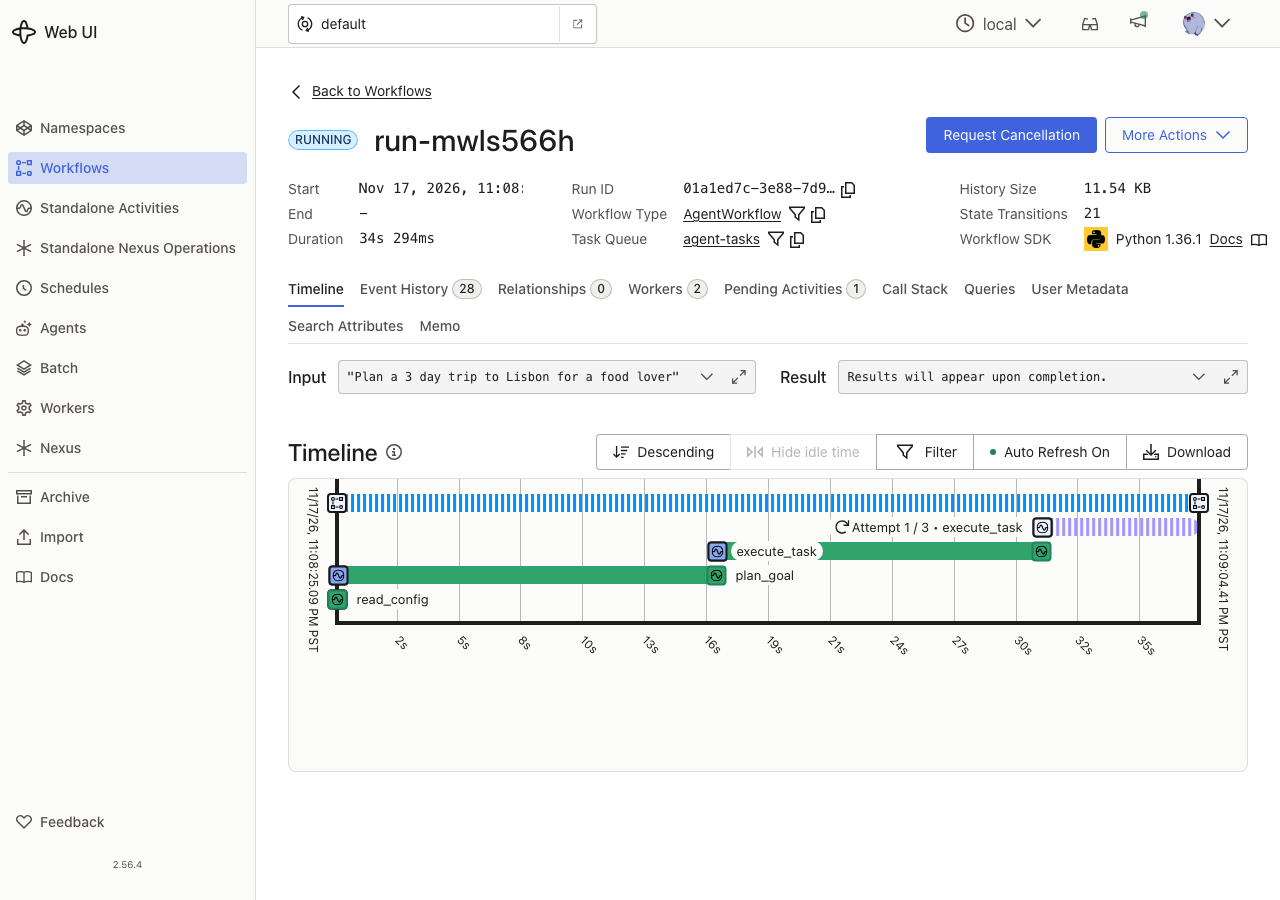 Web UI
default
local
Namespaces
Workflows
Standalone Activities
Standalone Nexus Operations
Schedules
Agents
Batch
Workers
Nexus
Archive
Import
Docs
Feedback
2.56.4
Back to Workflows
RUNNING
run-mwls566h
Request Cancellation
More Actions
Start Nov 17, 2026, 11:08:
End –
Duration 34s 294ms
Run ID 01a1ed7c-3e88-7d9…
Workflow Type AgentWorkflow
Task Queue agent-tasks
History Size 11.54 KB
State Transitions 21
Workflow SDK Python 1.36.1 Docs
Timeline Event History 28 Relationships 0 Workers 2 Pending Activities 1 Call Stack Queries User Metadata
Search Attributes Memo
Input "Plan a 3 day trip to Lisbon for a food lover"
Result Results will appear upon completion.
Timeline
Descending
Hide idle time
Filter
Auto Refresh On
Download
11/17/26, 11:08:25.09 PM PST
Attempt 1 / 3 • execute_task
execute_task
plan_goal
read_config
2s 5s 8s 10s 13s 16s 19s 21s 24s 27s 30s 32s 35s
11/17/26, 11:09:04.41 PM PST